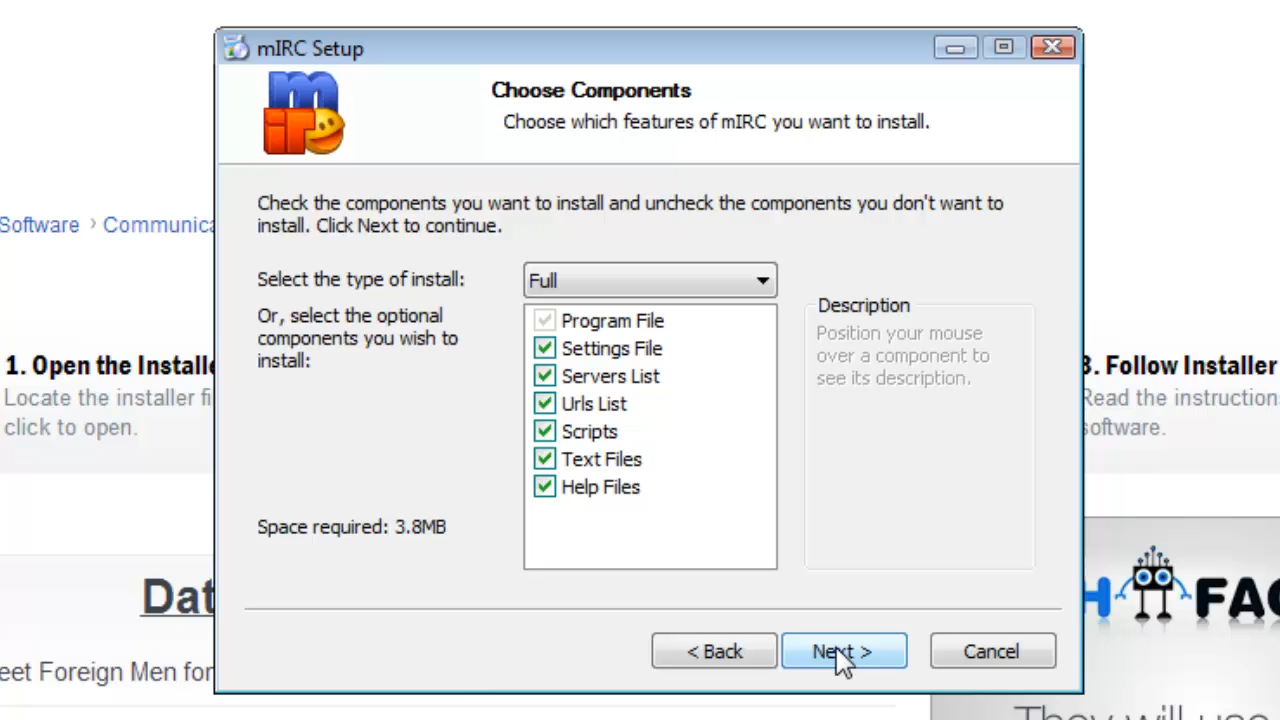 mIRC Setup
mirc
Choose Components
Choose which features of mIRC you want to install.
Check the components you want to install and uncheck the components you don't want to
install. Click Next to continue.
Select the type of install:
Full
Or, select the optional
components you wish to
install:
Program File
Settings File
Servers List
Urls List
Scripts
Text Files
Help Files
Description
Position your mouse
over a component to
see its description.
Space required: 3.8MB
< Back
Next >
Cancel
Software › Communica
1. Open the Installe
Locate the installer fi
click to open.
3. Follow Installer
Read the instruction
software.
Dat
eet Foreign Men for
H FAC
They will use